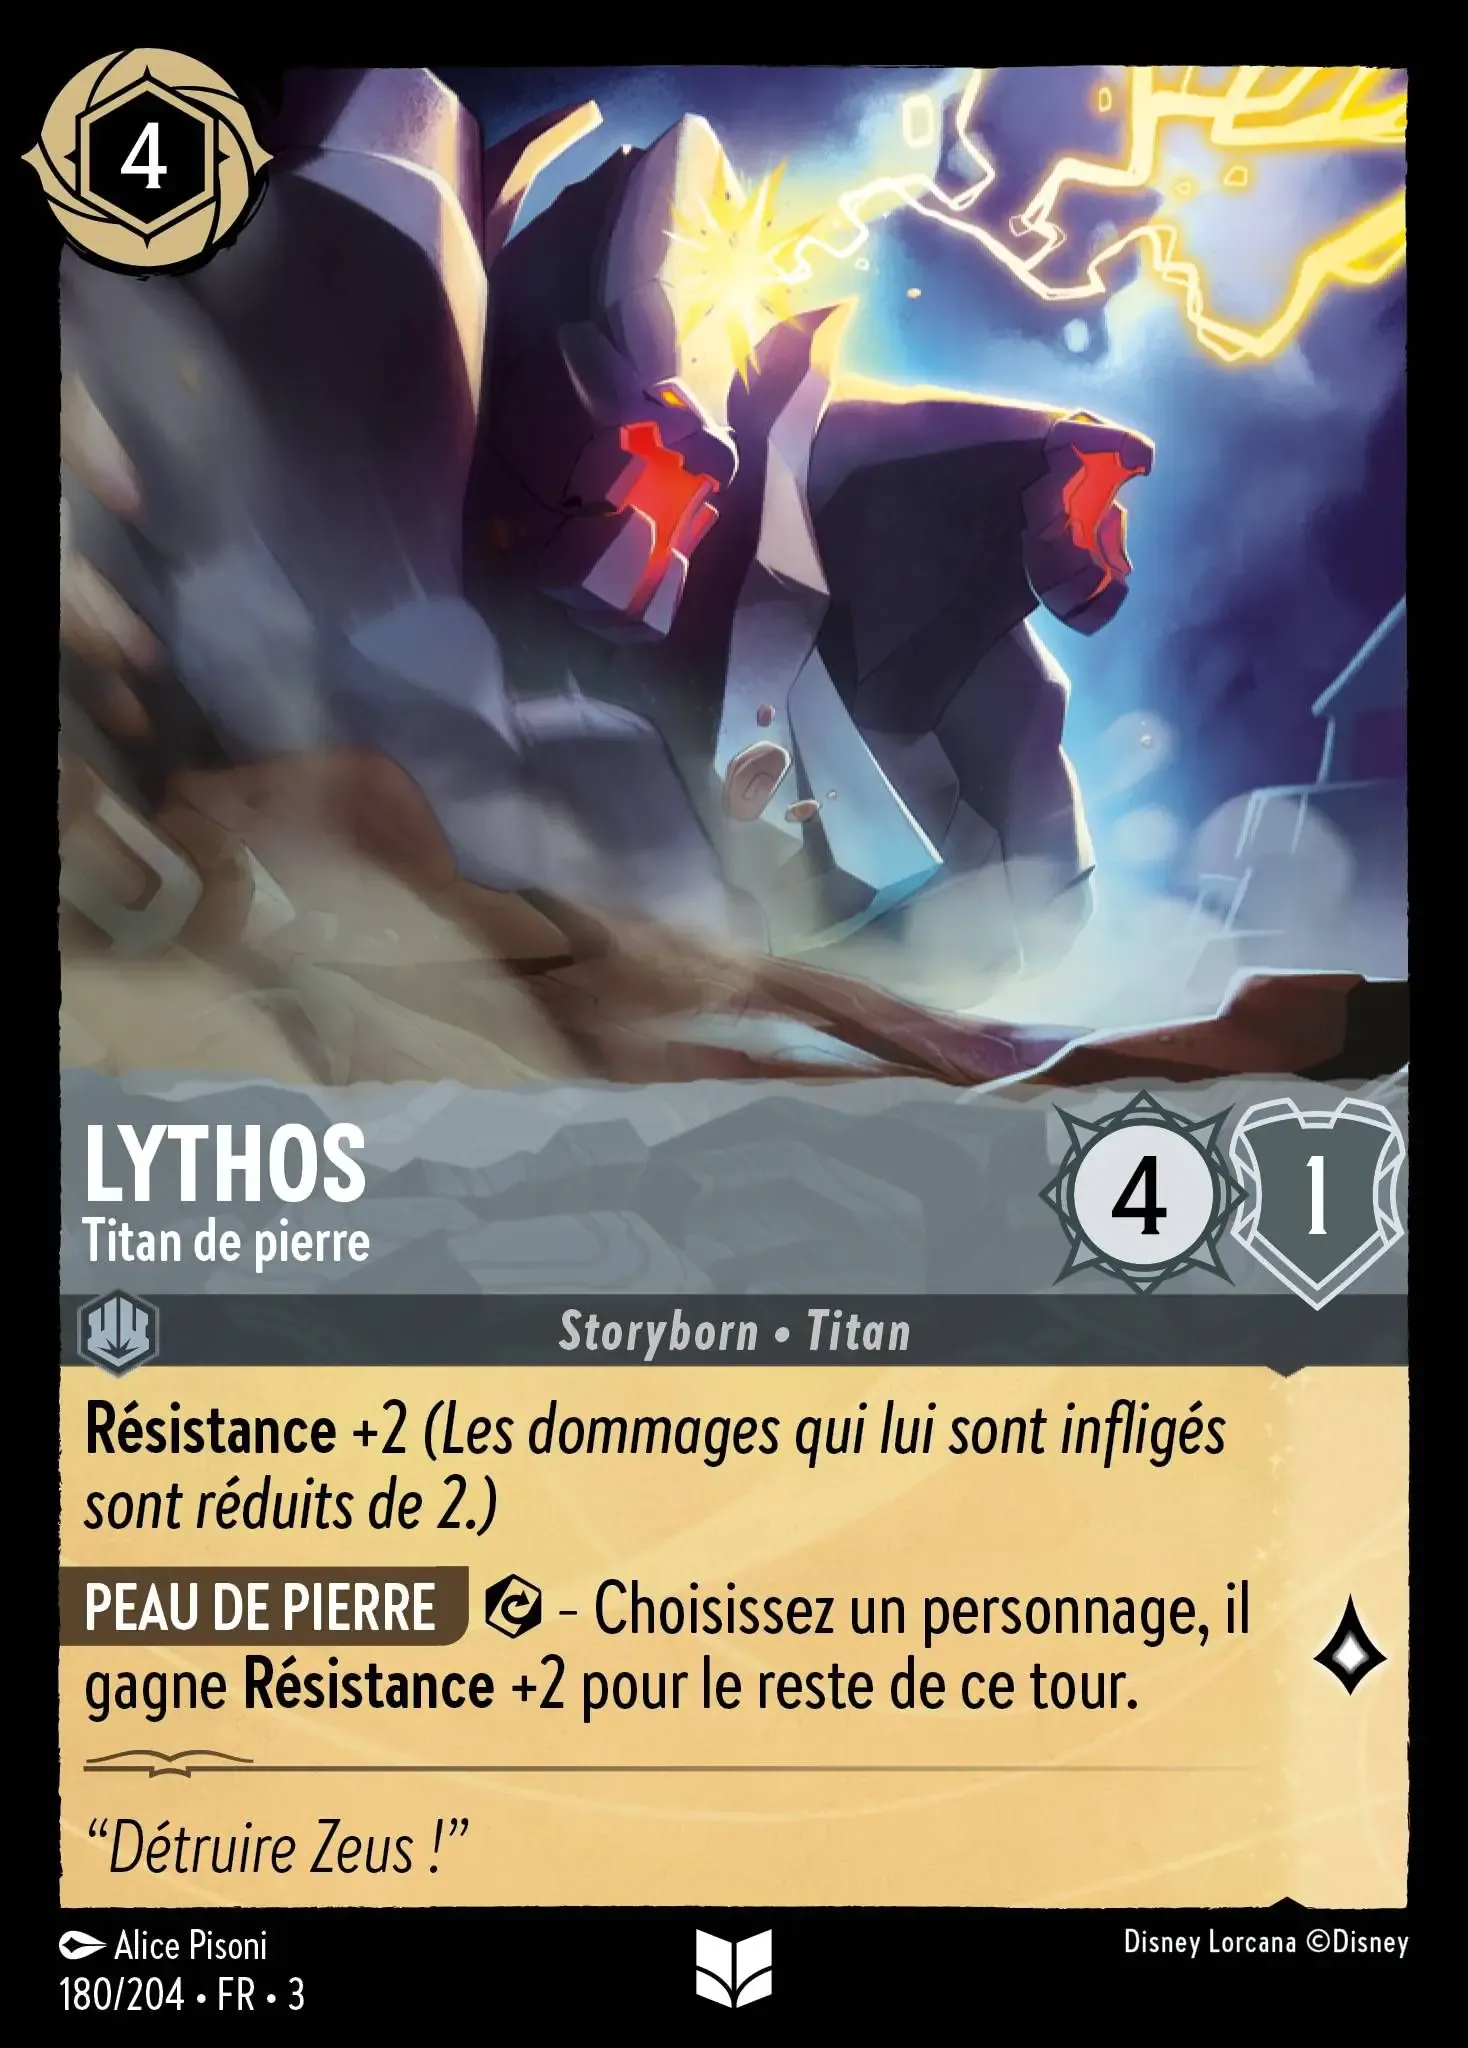 4
LYTHOS
Titan de pierre
4
1
Storyborn • Titan
Résistance +2 (Les dommages qui lui sont infligés
sont réduits de 2.)
PEAU DE PIERRE – Choisissez un personnage, il
gagne Résistance +2 pour le reste de ce tour.
“Détruire Zeus !”
Alice Pisoni
Disney Lorcana ©Disney
180/204 • FR • 3